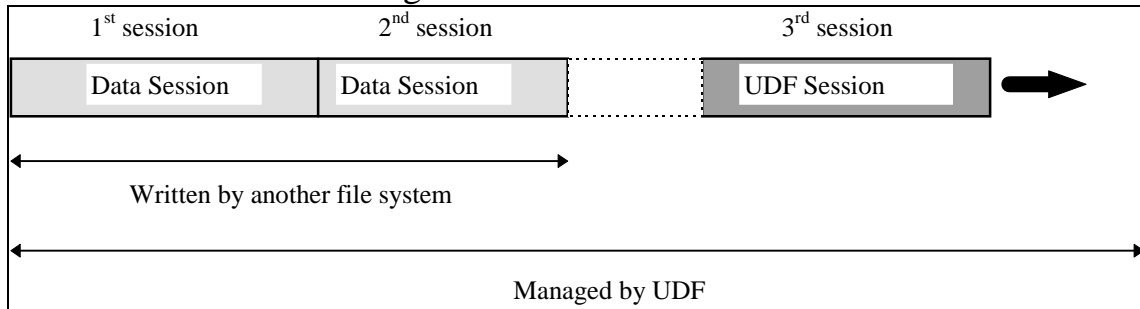 1st session 2nd session 3rd session
Data Session Data Session UDF Session
Written by another file system
Managed by UDF